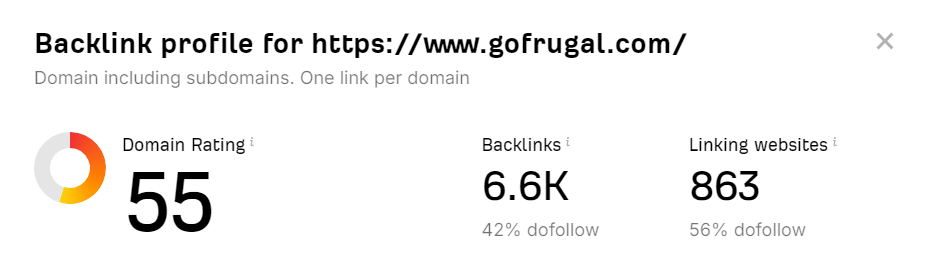 Backlink profile for https://www.gofrugal.com/
Domain including subdomains. One link per domain
Domain Rating i
55
Backlinks i
6.6K
42% dofollow
Linking websites i
863
56% dofollow